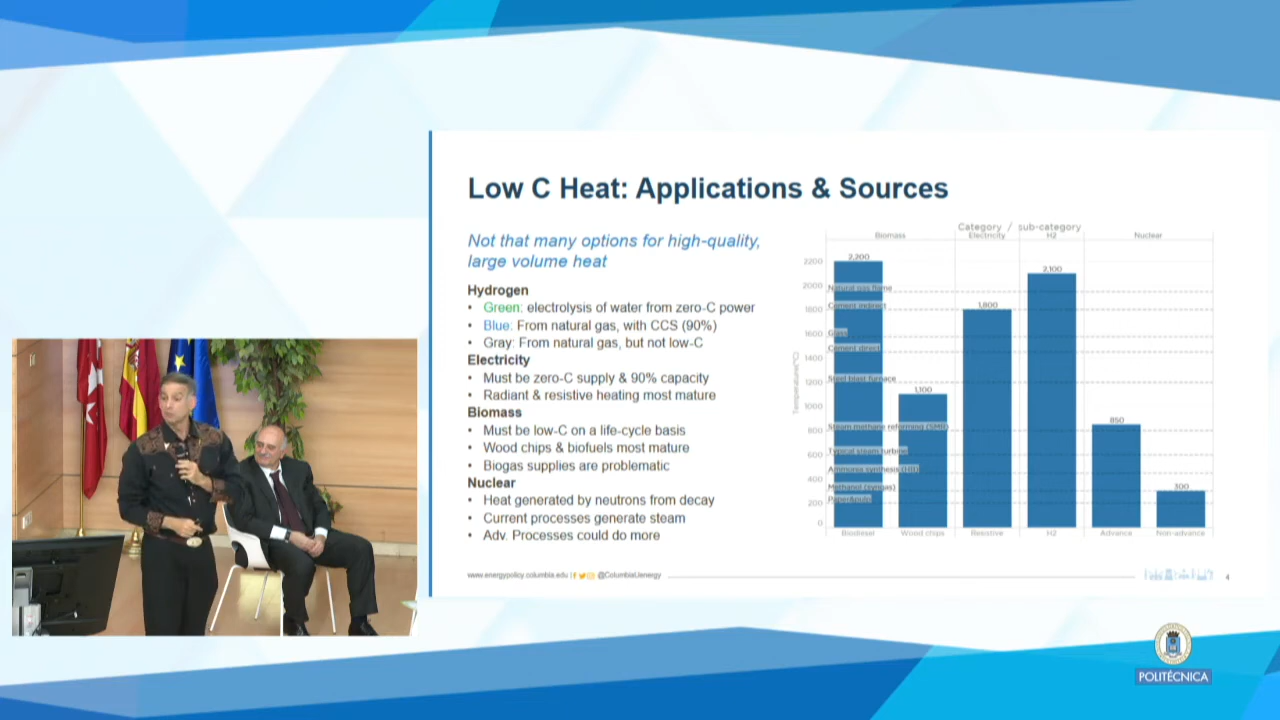 Low C Heat: Applications & Sources
Not that many options for high-quality,
large volume heat
Hydrogen
• Green: electrolysis of water from zero-C power
• Blue: From natural gas, with CCS (90%)
• Gray: From natural gas, but not low-C
Electricity
• Must be zero-C supply & 90% capacity
• Radiant & resistive heating most mature
Biomass
• Must be low-C on a life-cycle basis
• Wood chips & biofuels most mature
• Biogas supplies are problematic
Nuclear
• Heat generated by neutrons from decay
• Current processes generate steam
• Adv. Processes could do more
Category / sub-category
Biomass Electricity H2 Nuclear
Temperatures(°C)
2200
2000
1800
1600
1400
1200
1000
800
600
400
200
0
2,200
1,100
1,800
2,100
850
300
Natural gas flame
Cement indirect
Glass
Cement direct
Steel blast furnace
Steam methane reforming (SMR)
Typical steam turbine
Ammonia synthesis (HB)
Methanol (syngas)
Paper&pulp
Biodiesel Wood chips Resistive H2 Advance Non-advance
www.energypolicy.columbia.edu @ColumbiaUenergy
4
POLITÉCNICA